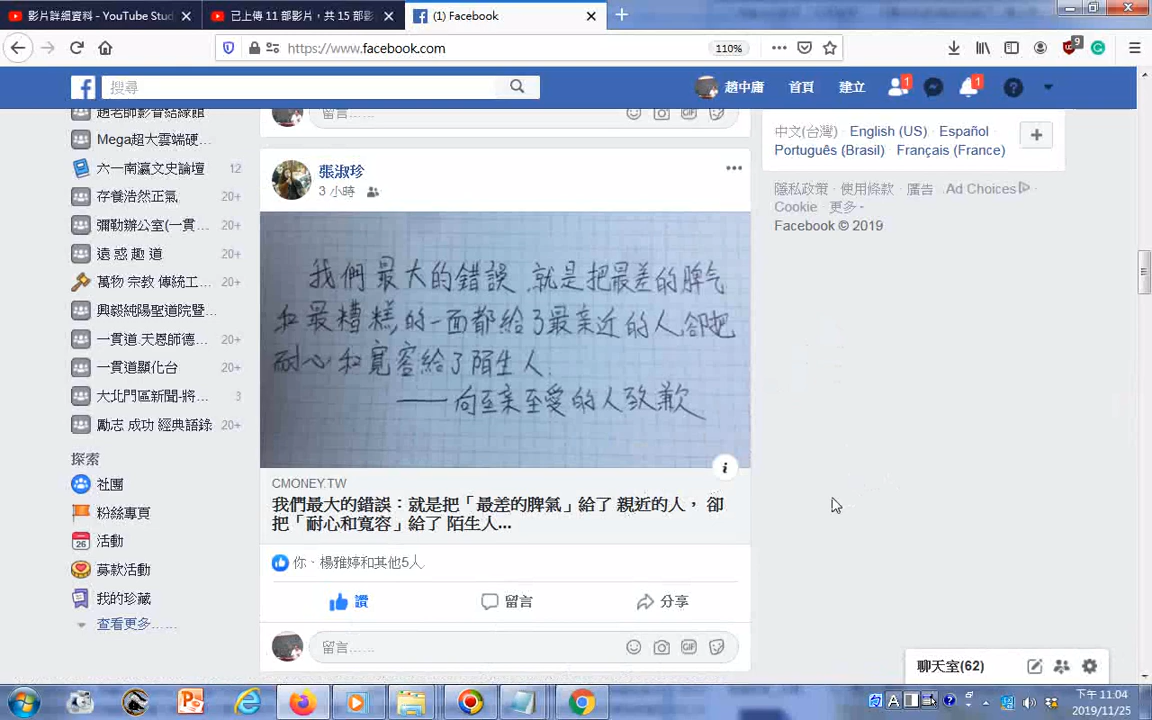 影片詳細資料 - YouTube Stud
已上傳 11 部影片，共 15 部影
(1) Facebook
https://www.facebook.com
110%
9
搜尋
趙中庸
首頁
建立
1
1
趙老師影音結緣館
Mega超大雲端硬...
六一南瀛文史論壇 12
存養浩然正氣 20+
彌勒辦公室(一貫... 20+
遠 惑 趣 道 20+
萬物 宗教 傳統工... 20+
興毅純陽聖道院暨...
一貫道.天恩師德... 20+
一貫道顯化台 20+
大北門區新聞-將... 3
勵志 成功 經典語錄 20+
探索
社團
粉絲專頁
26
活動
募款活動
我的珍藏
查看更多……
留言……
GIF
張淑珍
3 小時
我們最大的錯誤,就是把最差的脾气
和最糟糕的一面都給了最亲近的人,卻把
耐心和寬容給了陌生人.
——向至亲至愛的人致歉
CMONEY.TW
我們最大的錯誤：就是把「最差的脾氣」給了 親近的人， 卻
把「耐心和寬容」給了 陌生人...
你、楊雅婷和其他5人
讚
留言
分享
留言……
GIF
中文(台灣) · English (US) · Español ·
Português (Brasil) · Français (France)
隱私政策 · 使用條款 · 廣告 · Ad Choices ·
Cookie · 更多
Facebook © 2019
聊天室(62)
A
下午 11:04
2019/11/25